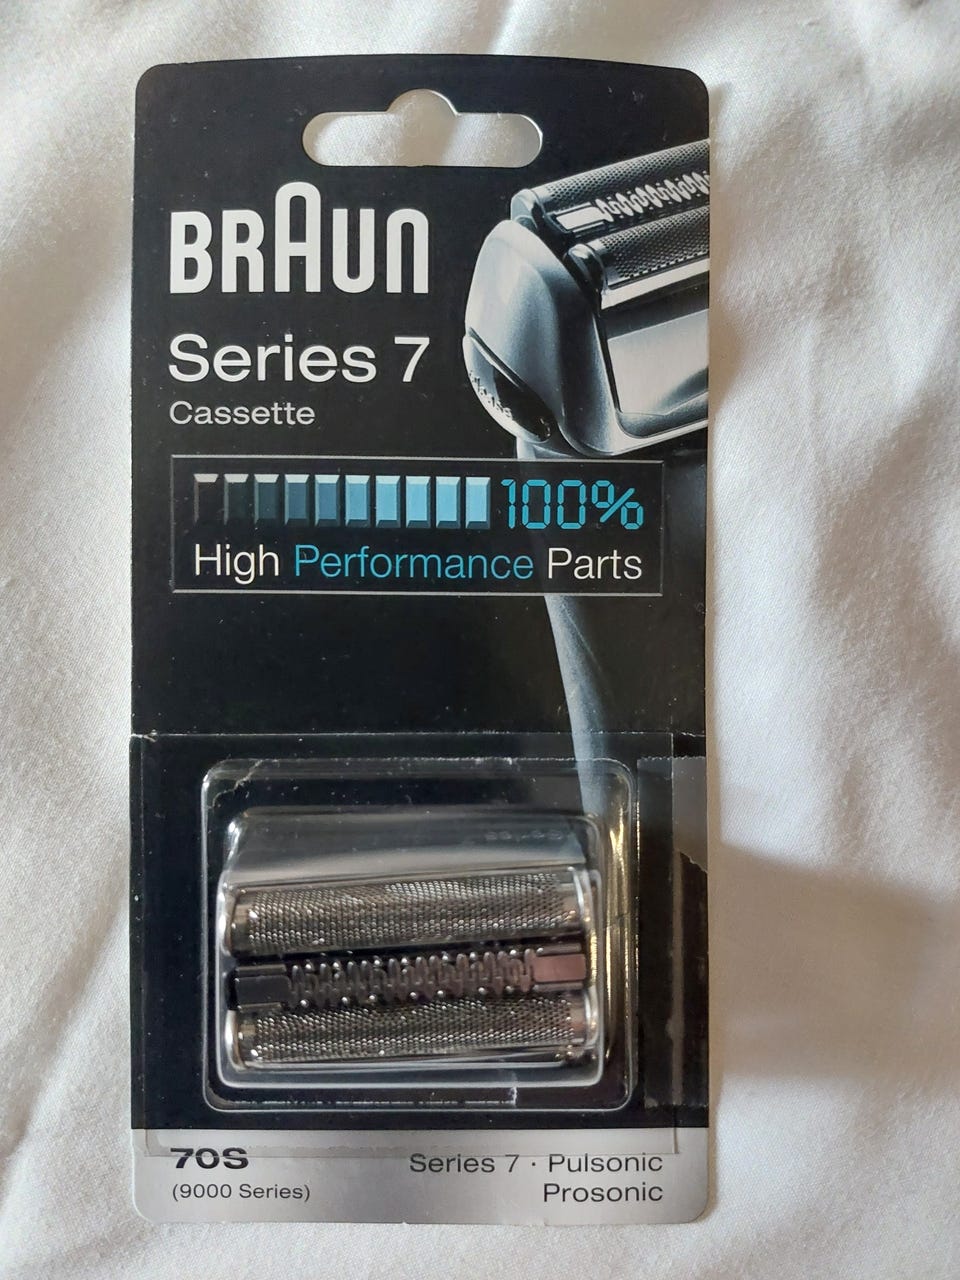 BRAUN
Series 7
Cassette
100%
High Performance Parts
70S
(9000 Series)
Series 7 · Pulsonic
Prosonic